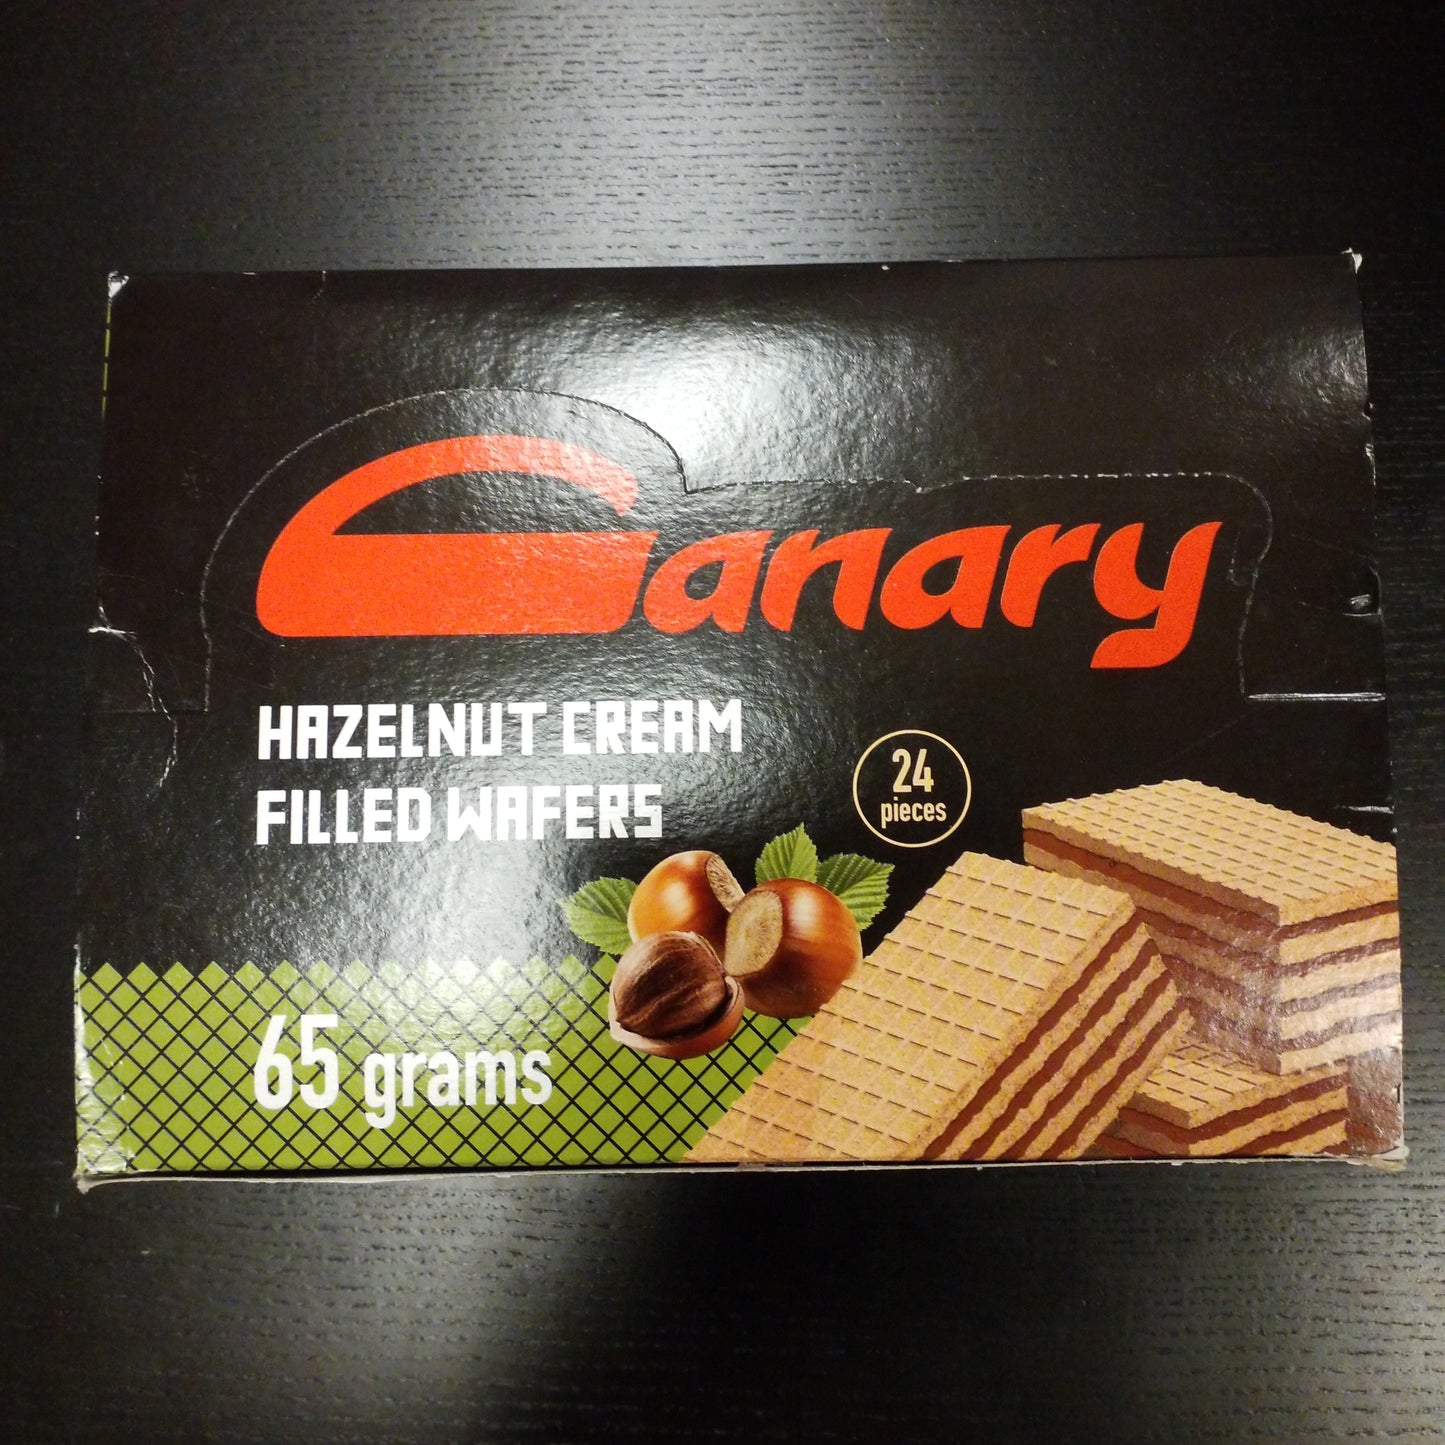 Canary
HAZELNUT CREAM
FILLED WAFERS
24
pieces
65 grams